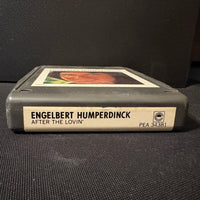 ENGELBERT HUMPERDINCK
AFTER THE LOVIN'
PEA 34381